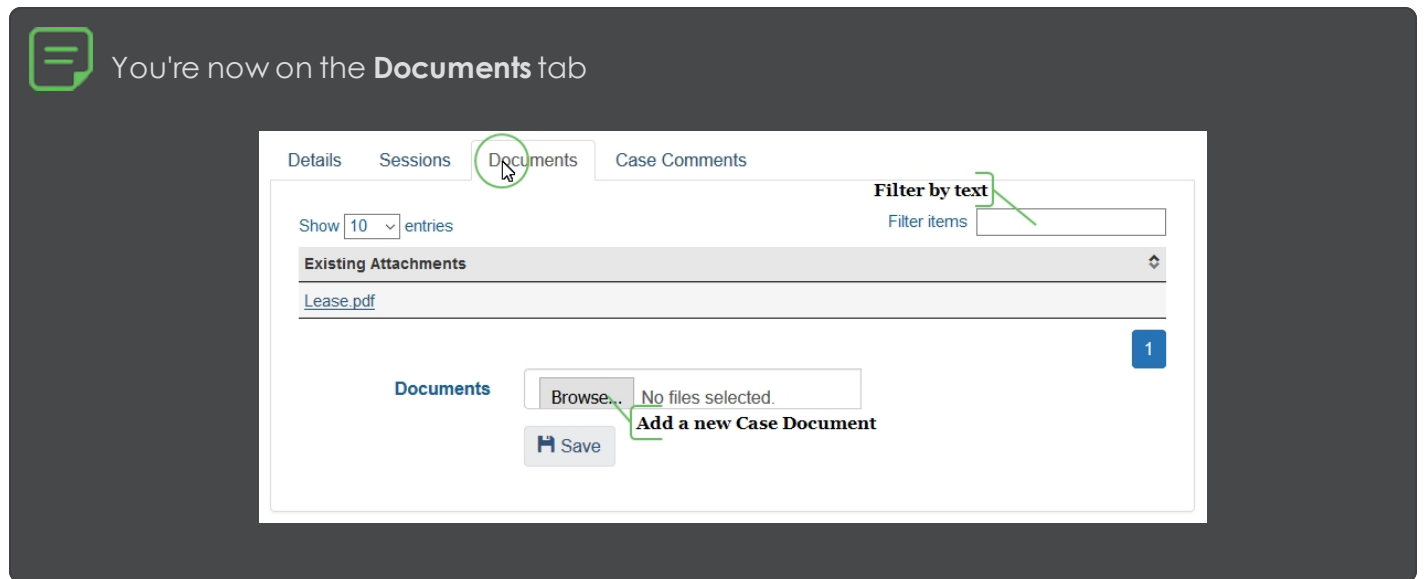 You're now on the Documents tab
Details Sessions Documents Case Comments
Filter by text
Show 10 entries Filter items
Existing Attachments
Lease.pdf
1
Documents Browse... No files selected.
Add a new Case Document
Save